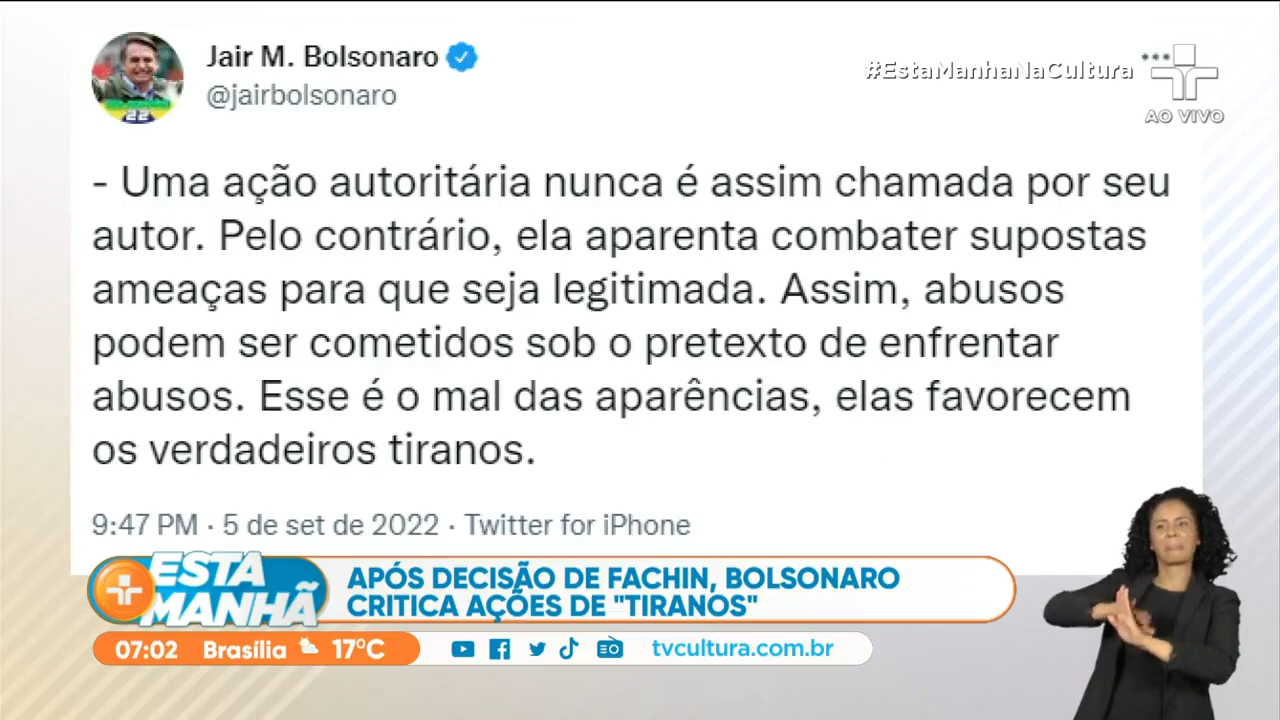 Jair M. Bolsonaro
@jairbolsonaro
#EstaManhaNaCultura
AO VIVO
- Uma ação autoritária nunca é assim chamada por seu
autor. Pelo contrário, ela aparenta combater supostas
ameaças para que seja legitimada. Assim, abusos
podem ser cometidos sob o pretexto de enfrentar
abusos. Esse é o mal das aparências, elas favorecem
os verdadeiros tiranos.
9:47 PM · 5 de set de 2022 · Twitter for iPhone
ESTA
MANHÃ
APÓS DECISÃO DE FACHIN, BOLSONARO
CRITICA AÇÕES DE "TIRANOS"
07:02 Brasília 17°C
tvcultura.com.br
22